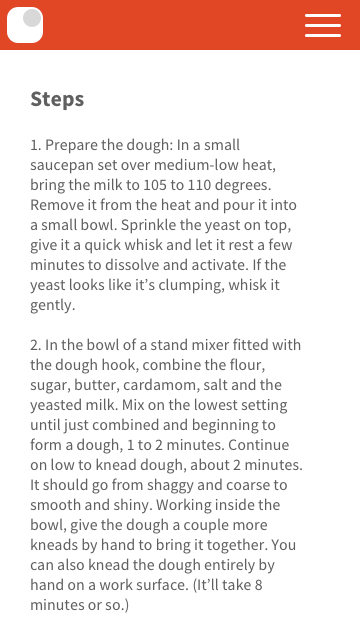 Steps
1. Prepare the dough: In a small
saucepan set over medium-low heat,
bring the milk to 105 to 110 degrees.
Remove it from the heat and pour it into
a small bowl. Sprinkle the yeast on top,
give it a quick whisk and let it rest a few
minutes to dissolve and activate. If the
yeast looks like it’s clumping, whisk it
gently.
2. In the bowl of a stand mixer fitted with
the dough hook, combine the flour,
sugar, butter, cardamom, salt and the
yeasted milk. Mix on the lowest setting
until just combined and beginning to
form a dough, 1 to 2 minutes. Continue
on low to knead dough, about 2 minutes.
It should go from shaggy and coarse to
smooth and shiny. Working inside the
bowl, give the dough a couple more
kneads by hand to bring it together. You
can also knead the dough entirely by
hand on a work surface. (It’ll take 8
minutes or so.)